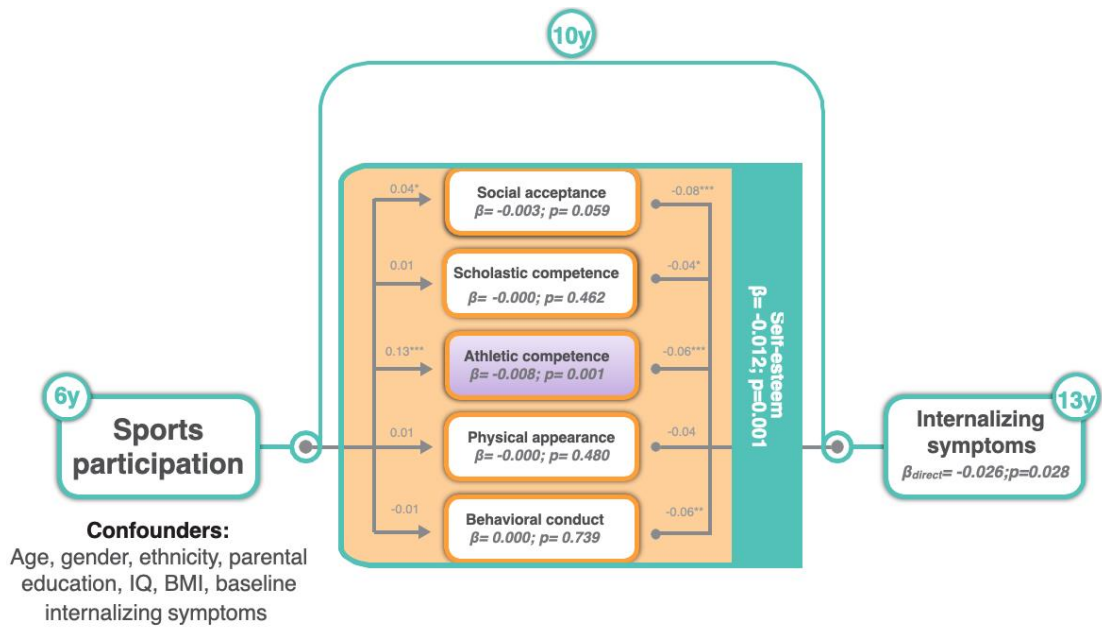 10y
0.04*
Social acceptance
β= -0.003; p= 0.059
-0.08***
0.01
Scholastic competence
β= -0.000; p= 0.462
-0.04*
0.13***
Athletic competence
β= -0.008; p= 0.001
-0.06***
0.01
Physical appearance
β= -0.000; p= 0.480
-0.04
-0.01
Behavioral conduct
β= 0.000; p= 0.739
-0.06**
Self-esteem
β= -0.012; p=0.001
6y
Sports
participation
13y
Internalizing
symptoms
βdirect= -0.026;p=0.028
Confounders:
Age, gender, ethnicity, parental
education, IQ, BMI, baseline
internalizing symptoms